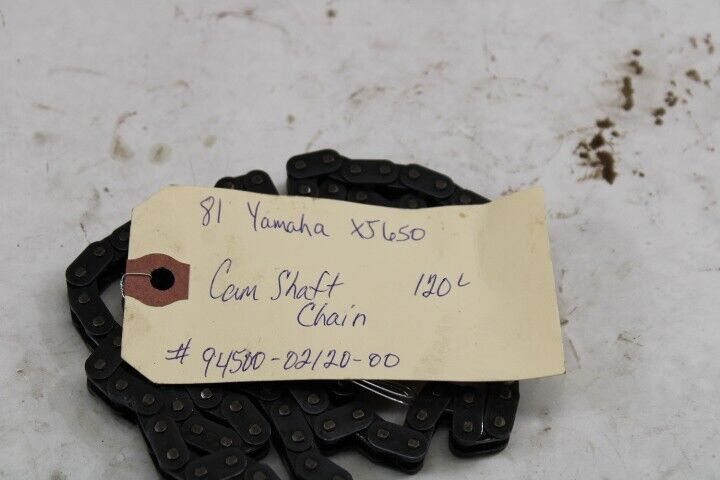 81 Yamaha XJ650
Cam Shaft 120L
Chain
# 94500-02120-00